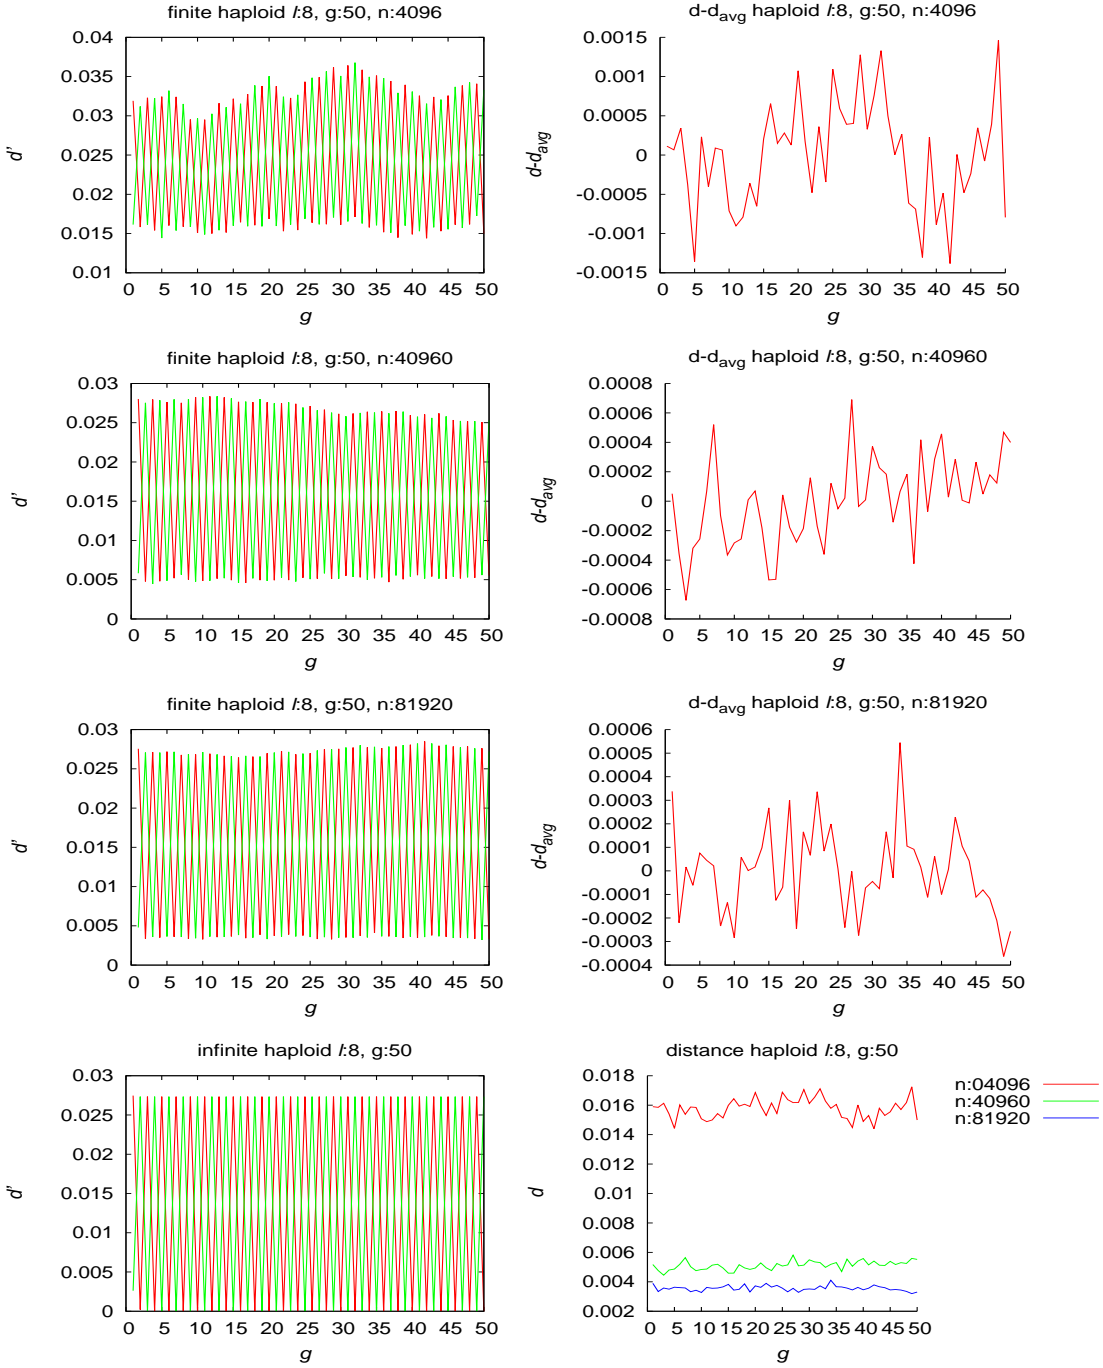 finite haploid l:8, g:50, n:4096
d'
0.04
0.035
0.03
0.025
0.02
0.015
0.01
0 5 10 15 20 25 30 35 40 45 50
g
d-davg haploid l:8, g:50, n:4096
d-davg
0.0015
0.001
0.0005
0
-0.0005
-0.001
-0.0015
0 5 10 15 20 25 30 35 40 45 50
g
finite haploid l:8, g:50, n:40960
d'
0.03
0.025
0.02
0.015
0.01
0.005
0
0 5 10 15 20 25 30 35 40 45 50
g
d-davg haploid l:8, g:50, n:40960
d-davg
0.0008
0.0006
0.0004
0.0002
0
-0.0002
-0.0004
-0.0006
-0.0008
0 5 10 15 20 25 30 35 40 45 50
g
finite haploid l:8, g:50, n:81920
d'
0.03
0.025
0.02
0.015
0.01
0.005
0
0 5 10 15 20 25 30 35 40 45 50
g
d-davg haploid l:8, g:50, n:81920
d-davg
0.0006
0.0005
0.0004
0.0003
0.0002
0.0001
0
-0.0001
-0.0002
-0.0003
-0.0004
0 5 10 15 20 25 30 35 40 45 50
g
infinite haploid l:8, g:50
d'
0.03
0.025
0.02
0.015
0.01
0.005
0
0 5 10 15 20 25 30 35 40 45 50
g
distance haploid l:8, g:50
d
0.018
0.016
0.014
0.012
0.01
0.008
0.006
0.004
0.002
0 5 10 15 20 25 30 35 40 45 50
g
n:04096
n:40960
n:81920